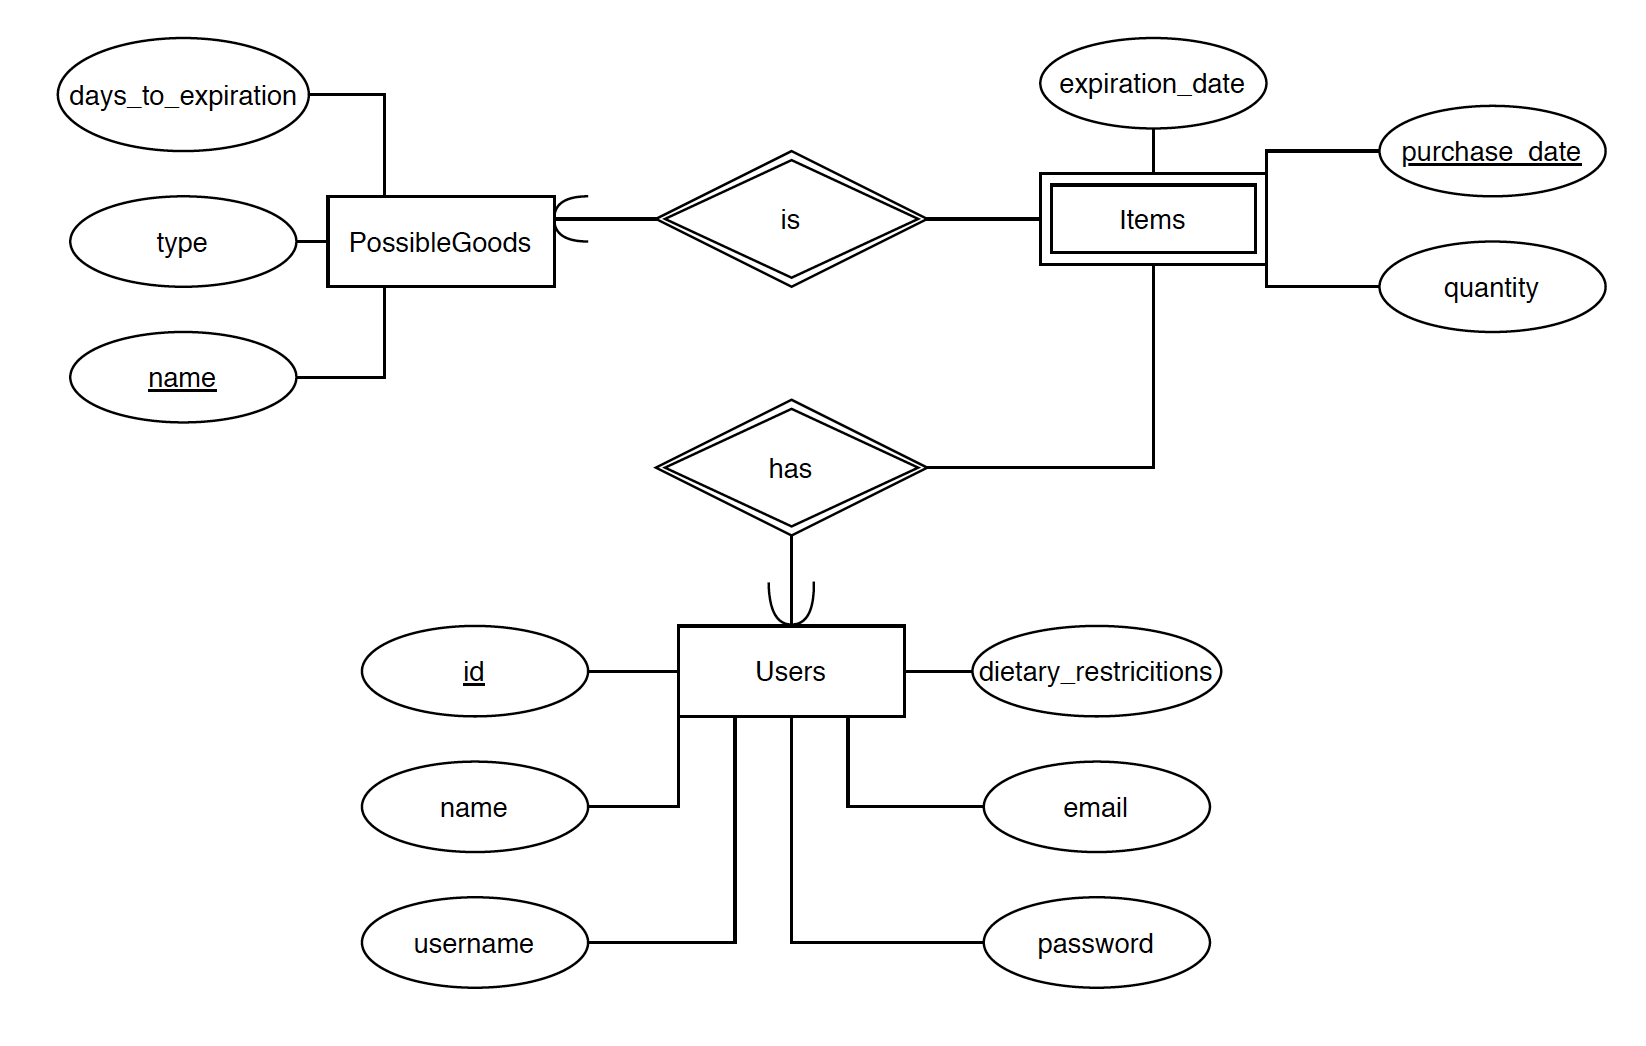 days_to_expiration
type
name
PossibleGoods
is
expiration_date
Items
purchase_date
quantity
has
Users
id
name
username
dietary_restricitions
email
password